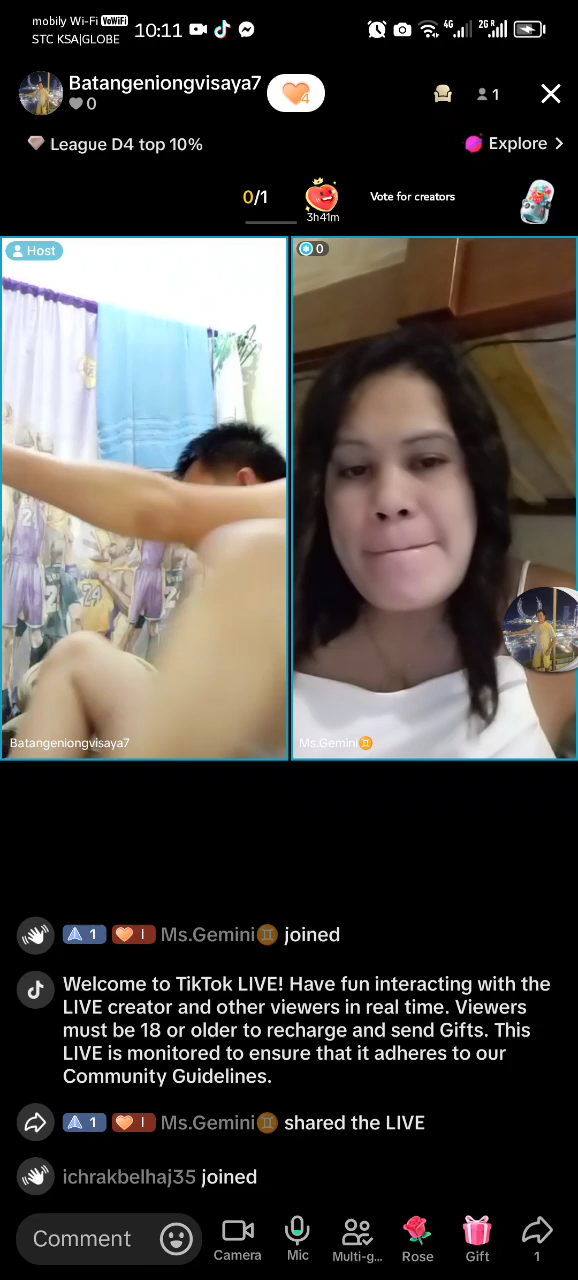 mobily Wi-Fi VoWiFi
STC KSA|GLOBE
10:11
4G
2G R
Batangeniongvisaya7
0
4
1
League D4 top 10%
Explore
0/1
3h41m
Vote for creators
Host
0
24
24
Batangeniongvisaya7
Ms.Gemini♊
1 I Ms.Gemini♊ joined
Welcome to TikTok LIVE! Have fun interacting with the
LIVE creator and other viewers in real time. Viewers
must be 18 or older to recharge and send Gifts. This
LIVE is monitored to ensure that it adheres to our
Community Guidelines.
1 I Ms.Gemini♊ shared the LIVE
ichrakbelhaj35 joined
Comment
Camera
Mic
Multi-g...
Rose
Gift
1